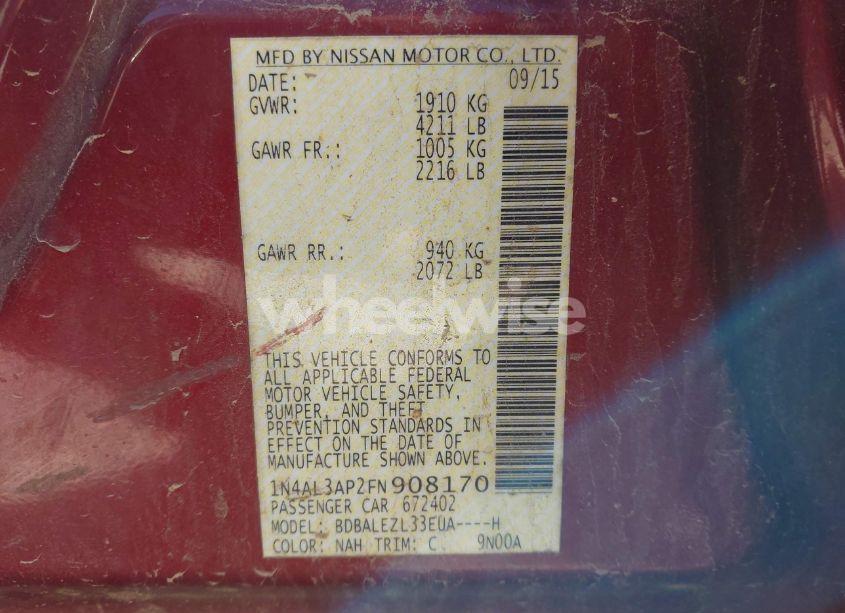 MFD BY NISSAN MOTOR CO., LTD.
DATE: 09/15
GVWR: 1910 KG
4211 LB
GAWR FR.: 1005 KG
2216 LB
GAWR RR.: 940 KG
2072 LB
wheelwise
THIS VEHICLE CONFORMS TO
ALL APPLICABLE FEDERAL
MOTOR VEHICLE SAFETY,
BUMPER, AND THEFT
PREVENTION STANDARDS IN
EFFECT ON THE DATE OF
MANUFACTURE SHOWN ABOVE.
1N4AL3AP2FN908170
PASSENGER CAR 672402
MODEL: BDBALEZL33EUA----H
COLOR: NAH TRIM: C 9N00A